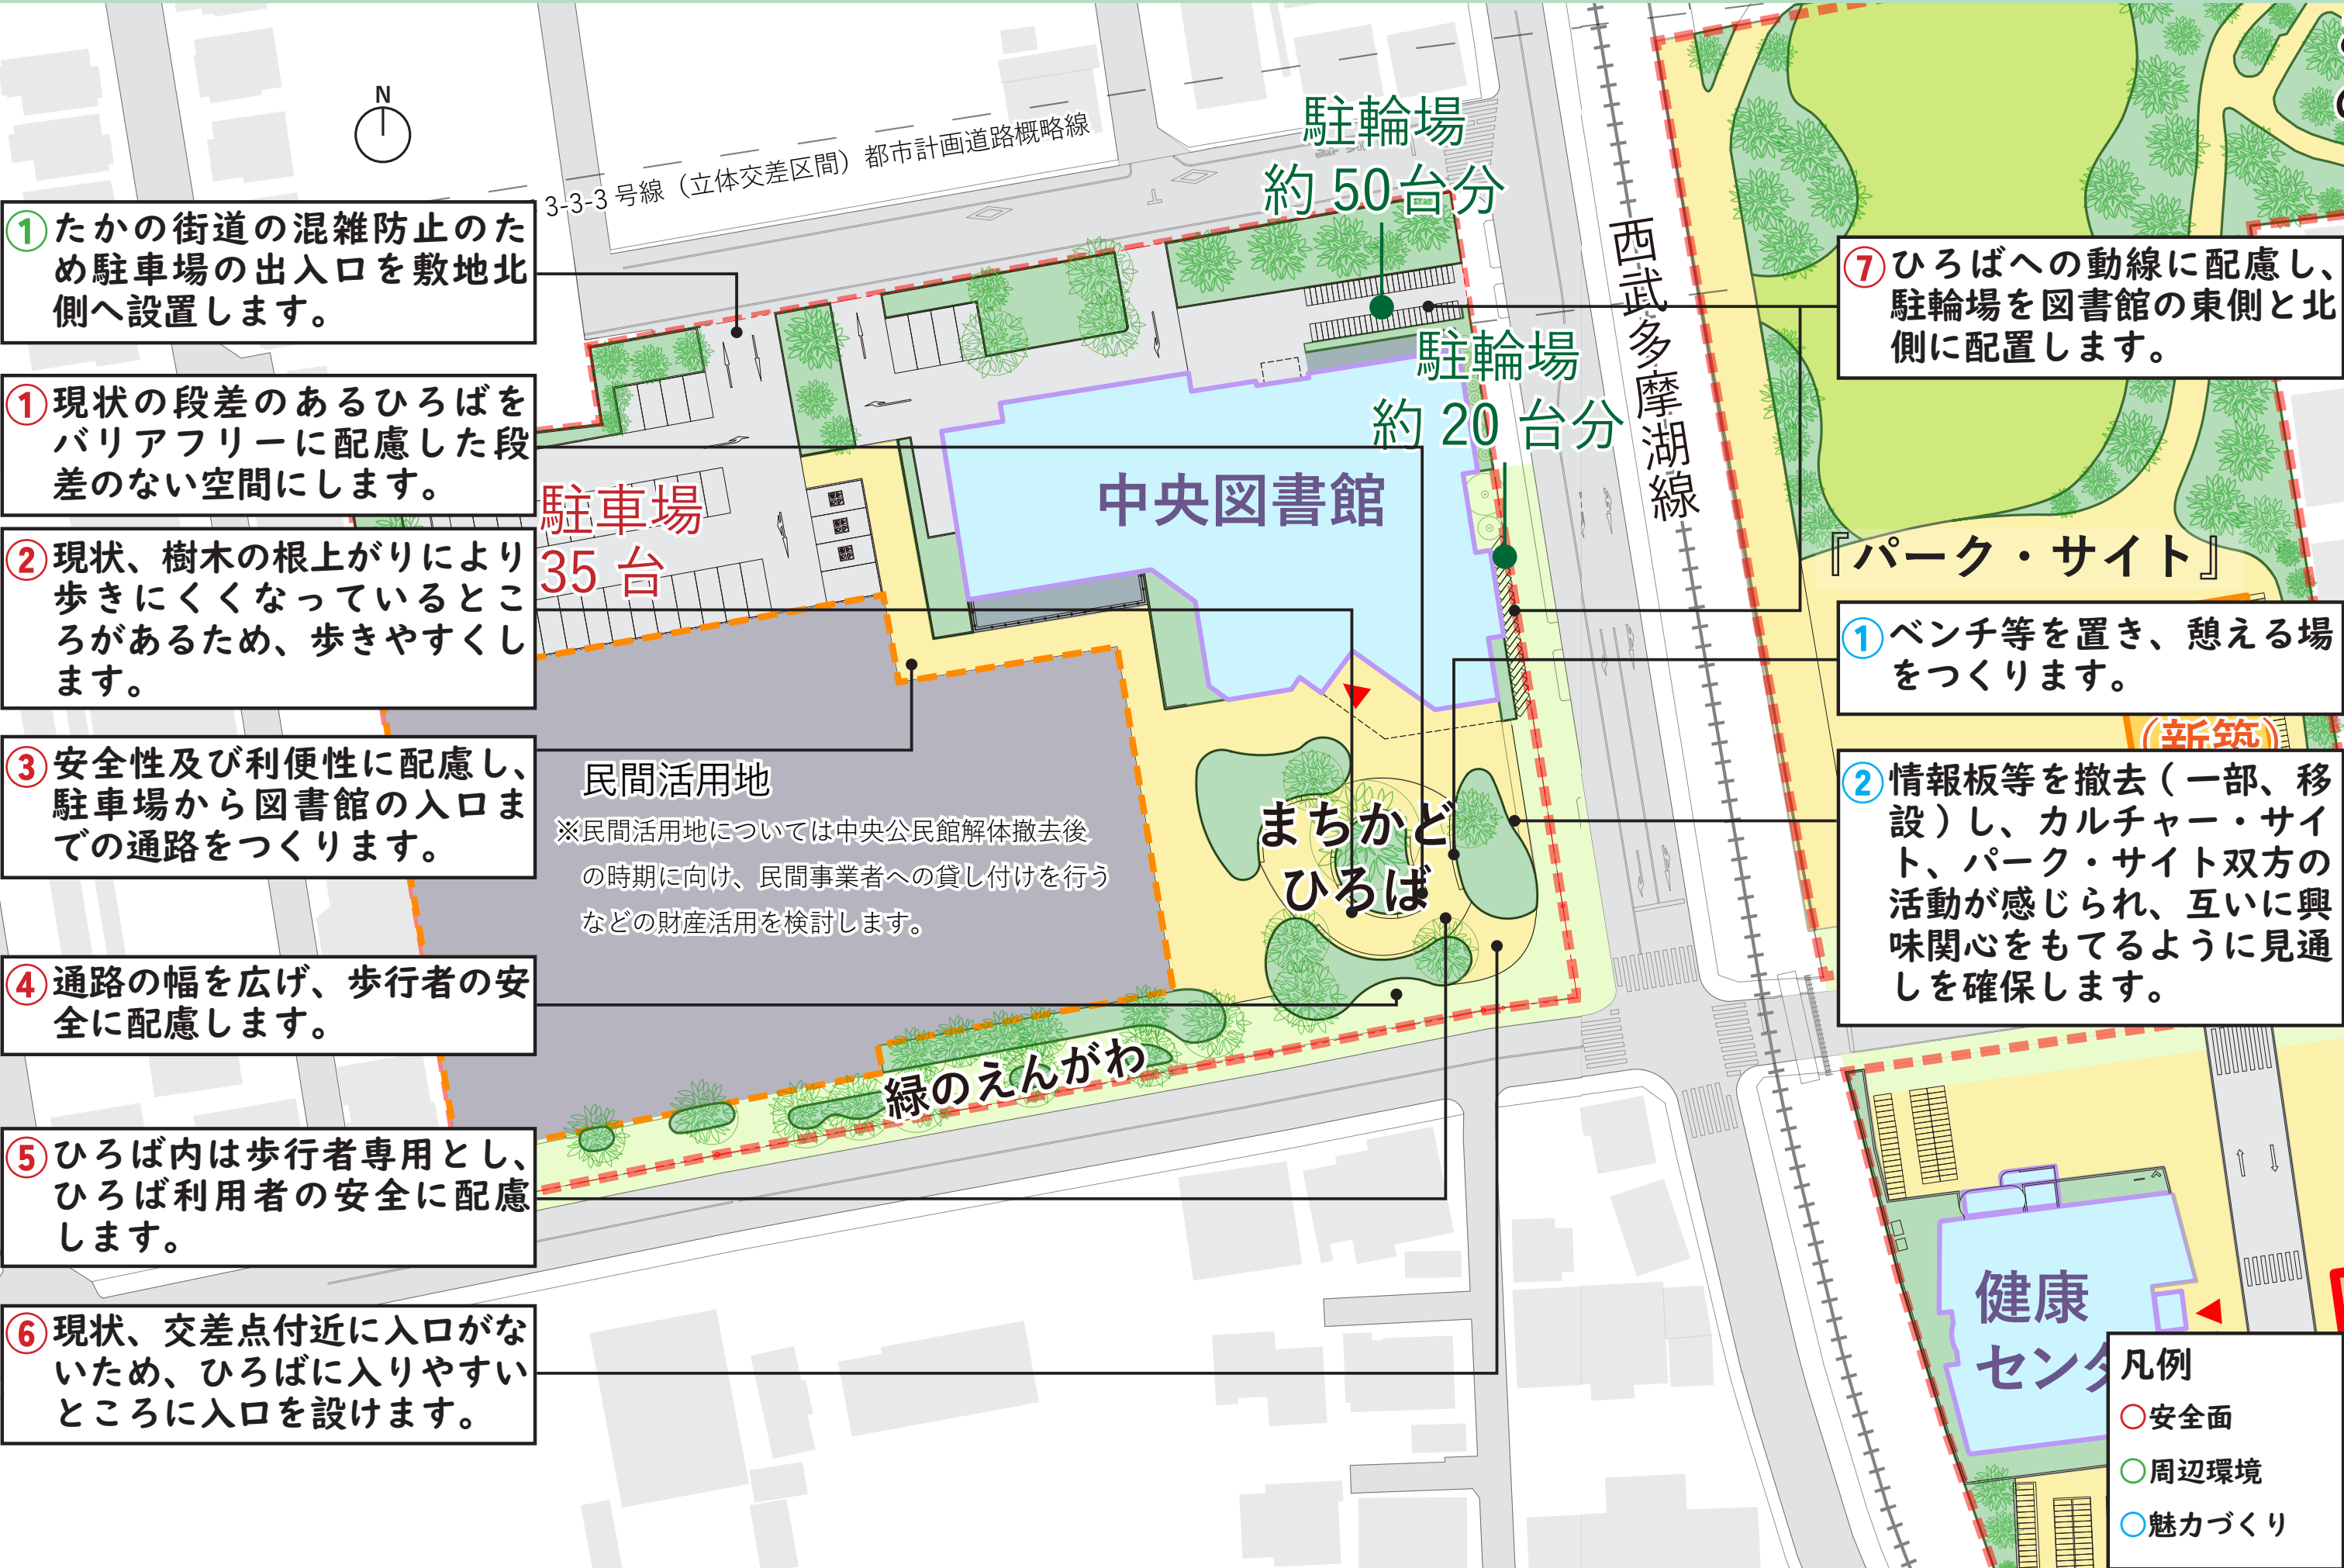 N
3-3-3 号線（立体交差区間）都市計画道路概略線
①たかの街道の混雑防止のた
め駐車場の出入口を敷地北
側へ設置します。
①現状の段差のあるひろばを
バリアフリーに配慮した段
差のない空間にします。
②現状、樹木の根上がりにより
歩きにくくなっているとこ
ろがあるため、歩きやすくし
ます。
③安全性及び利便性に配慮し、
駐車場から図書館の入口ま
での通路をつくります。
④通路の幅を広げ、歩行者の安
全に配慮します。
⑤ひろば内は歩行者専用とし、
ひろば利用者の安全に配慮
します。
⑥現状、交差点付近に入口がな
いため、ひろばに入りやすい
ところに入口を設けます。
駐輪場
約 50台分
駐輪場
約 20 台分
中央図書館
駐車場
35 台
民間活用地
※民間活用地については中央公民館解体撤去後
の時期に向け、民間事業者への貸し付けを行う
などの財産活用を検討します。
まちかど
ひろば
緑のえんがわ
西武多摩湖線
⑦ひろばへの動線に配慮し、
駐輪場を図書館の東側と北
側に配置します。
『パーク・サイト』
①ベンチ等を置き、憩える場
をつくります。
（新築）
②情報板等を撤去（一部、移
設）し、カルチャー・サイ
ト、パーク・サイト双方の
活動が感じられ、互いに興
味関心をもてるように見通
しを確保します。
健康
センタ
凡例
○安全面
○周辺環境
○魅力づくり